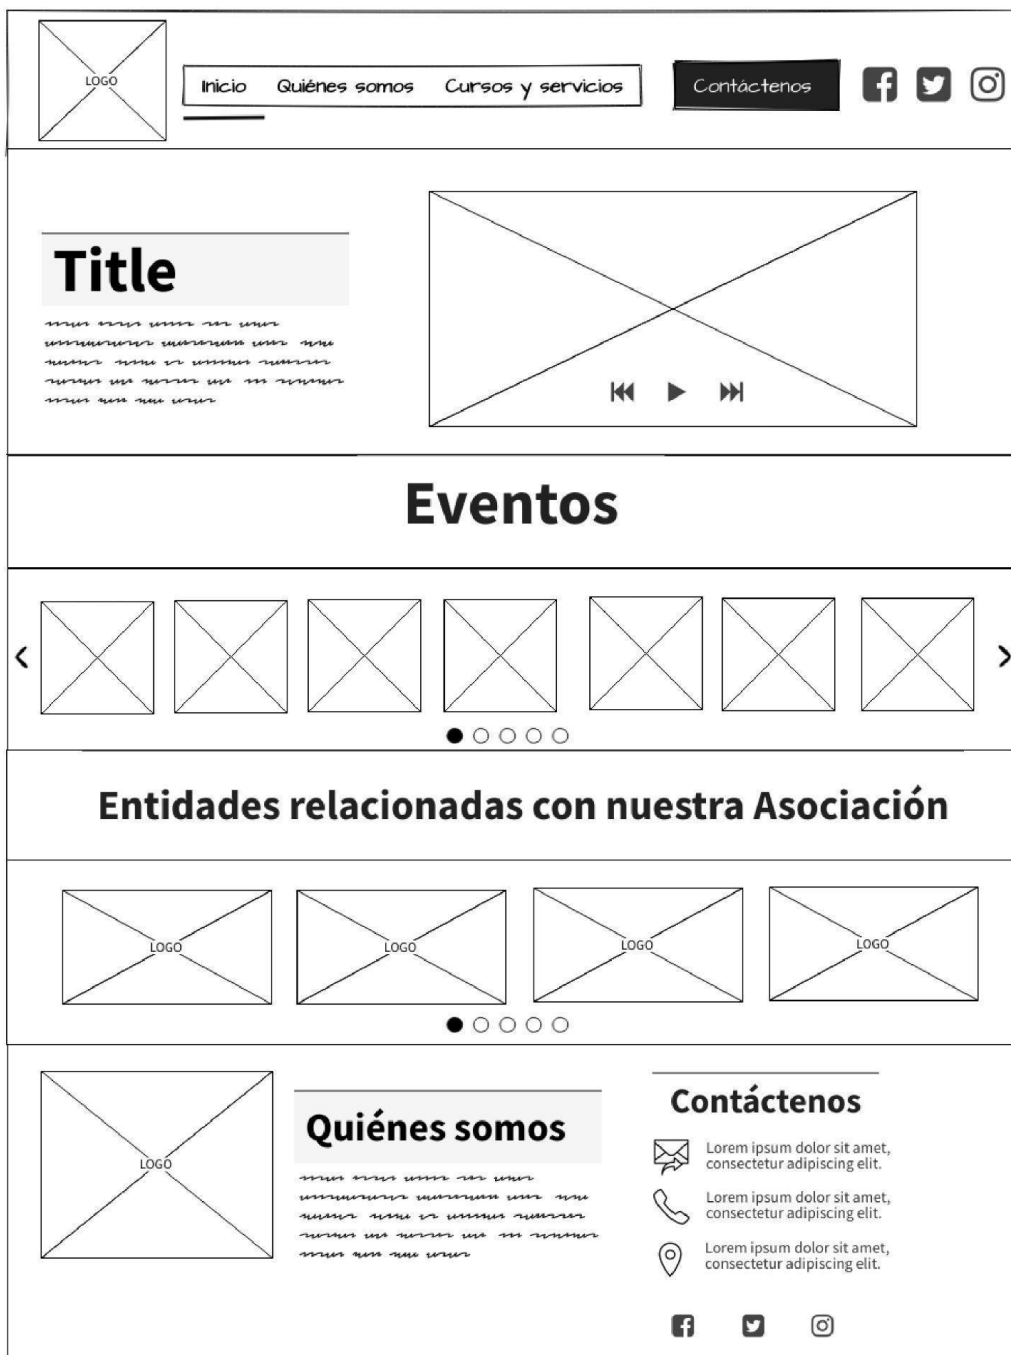 LOGO
Inicio Quiénes somos Cursos y servicios Contáctenos
Title
Eventos
Entidades relacionadas con nuestra Asociación
LOGO LOGO LOGO LOGO
LOGO
Quiénes somos
Contáctenos
Lorem ipsum dolor sit amet,
consectetur adipiscing elit.
Lorem ipsum dolor sit amet,
consectetur adipiscing elit.
Lorem ipsum dolor sit amet,
consectetur adipiscing elit.